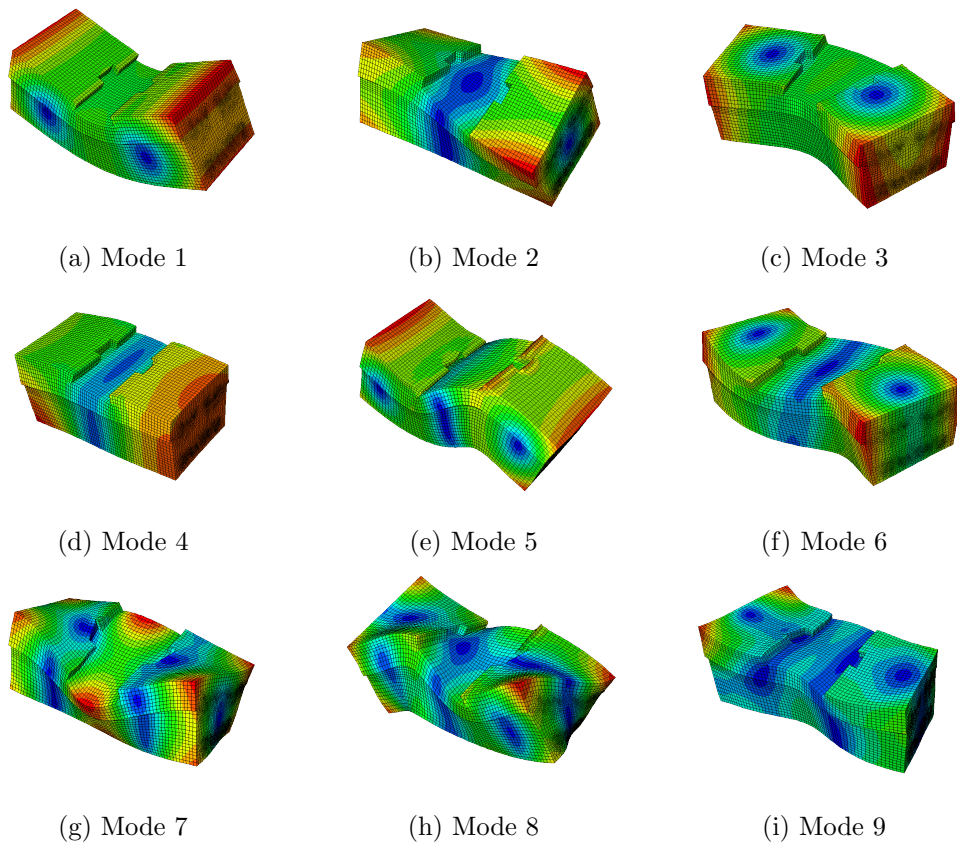 (a) Mode 1
(b) Mode 2
(c) Mode 3
(d) Mode 4
(e) Mode 5
(f) Mode 6
(g) Mode 7
(h) Mode 8
(i) Mode 9